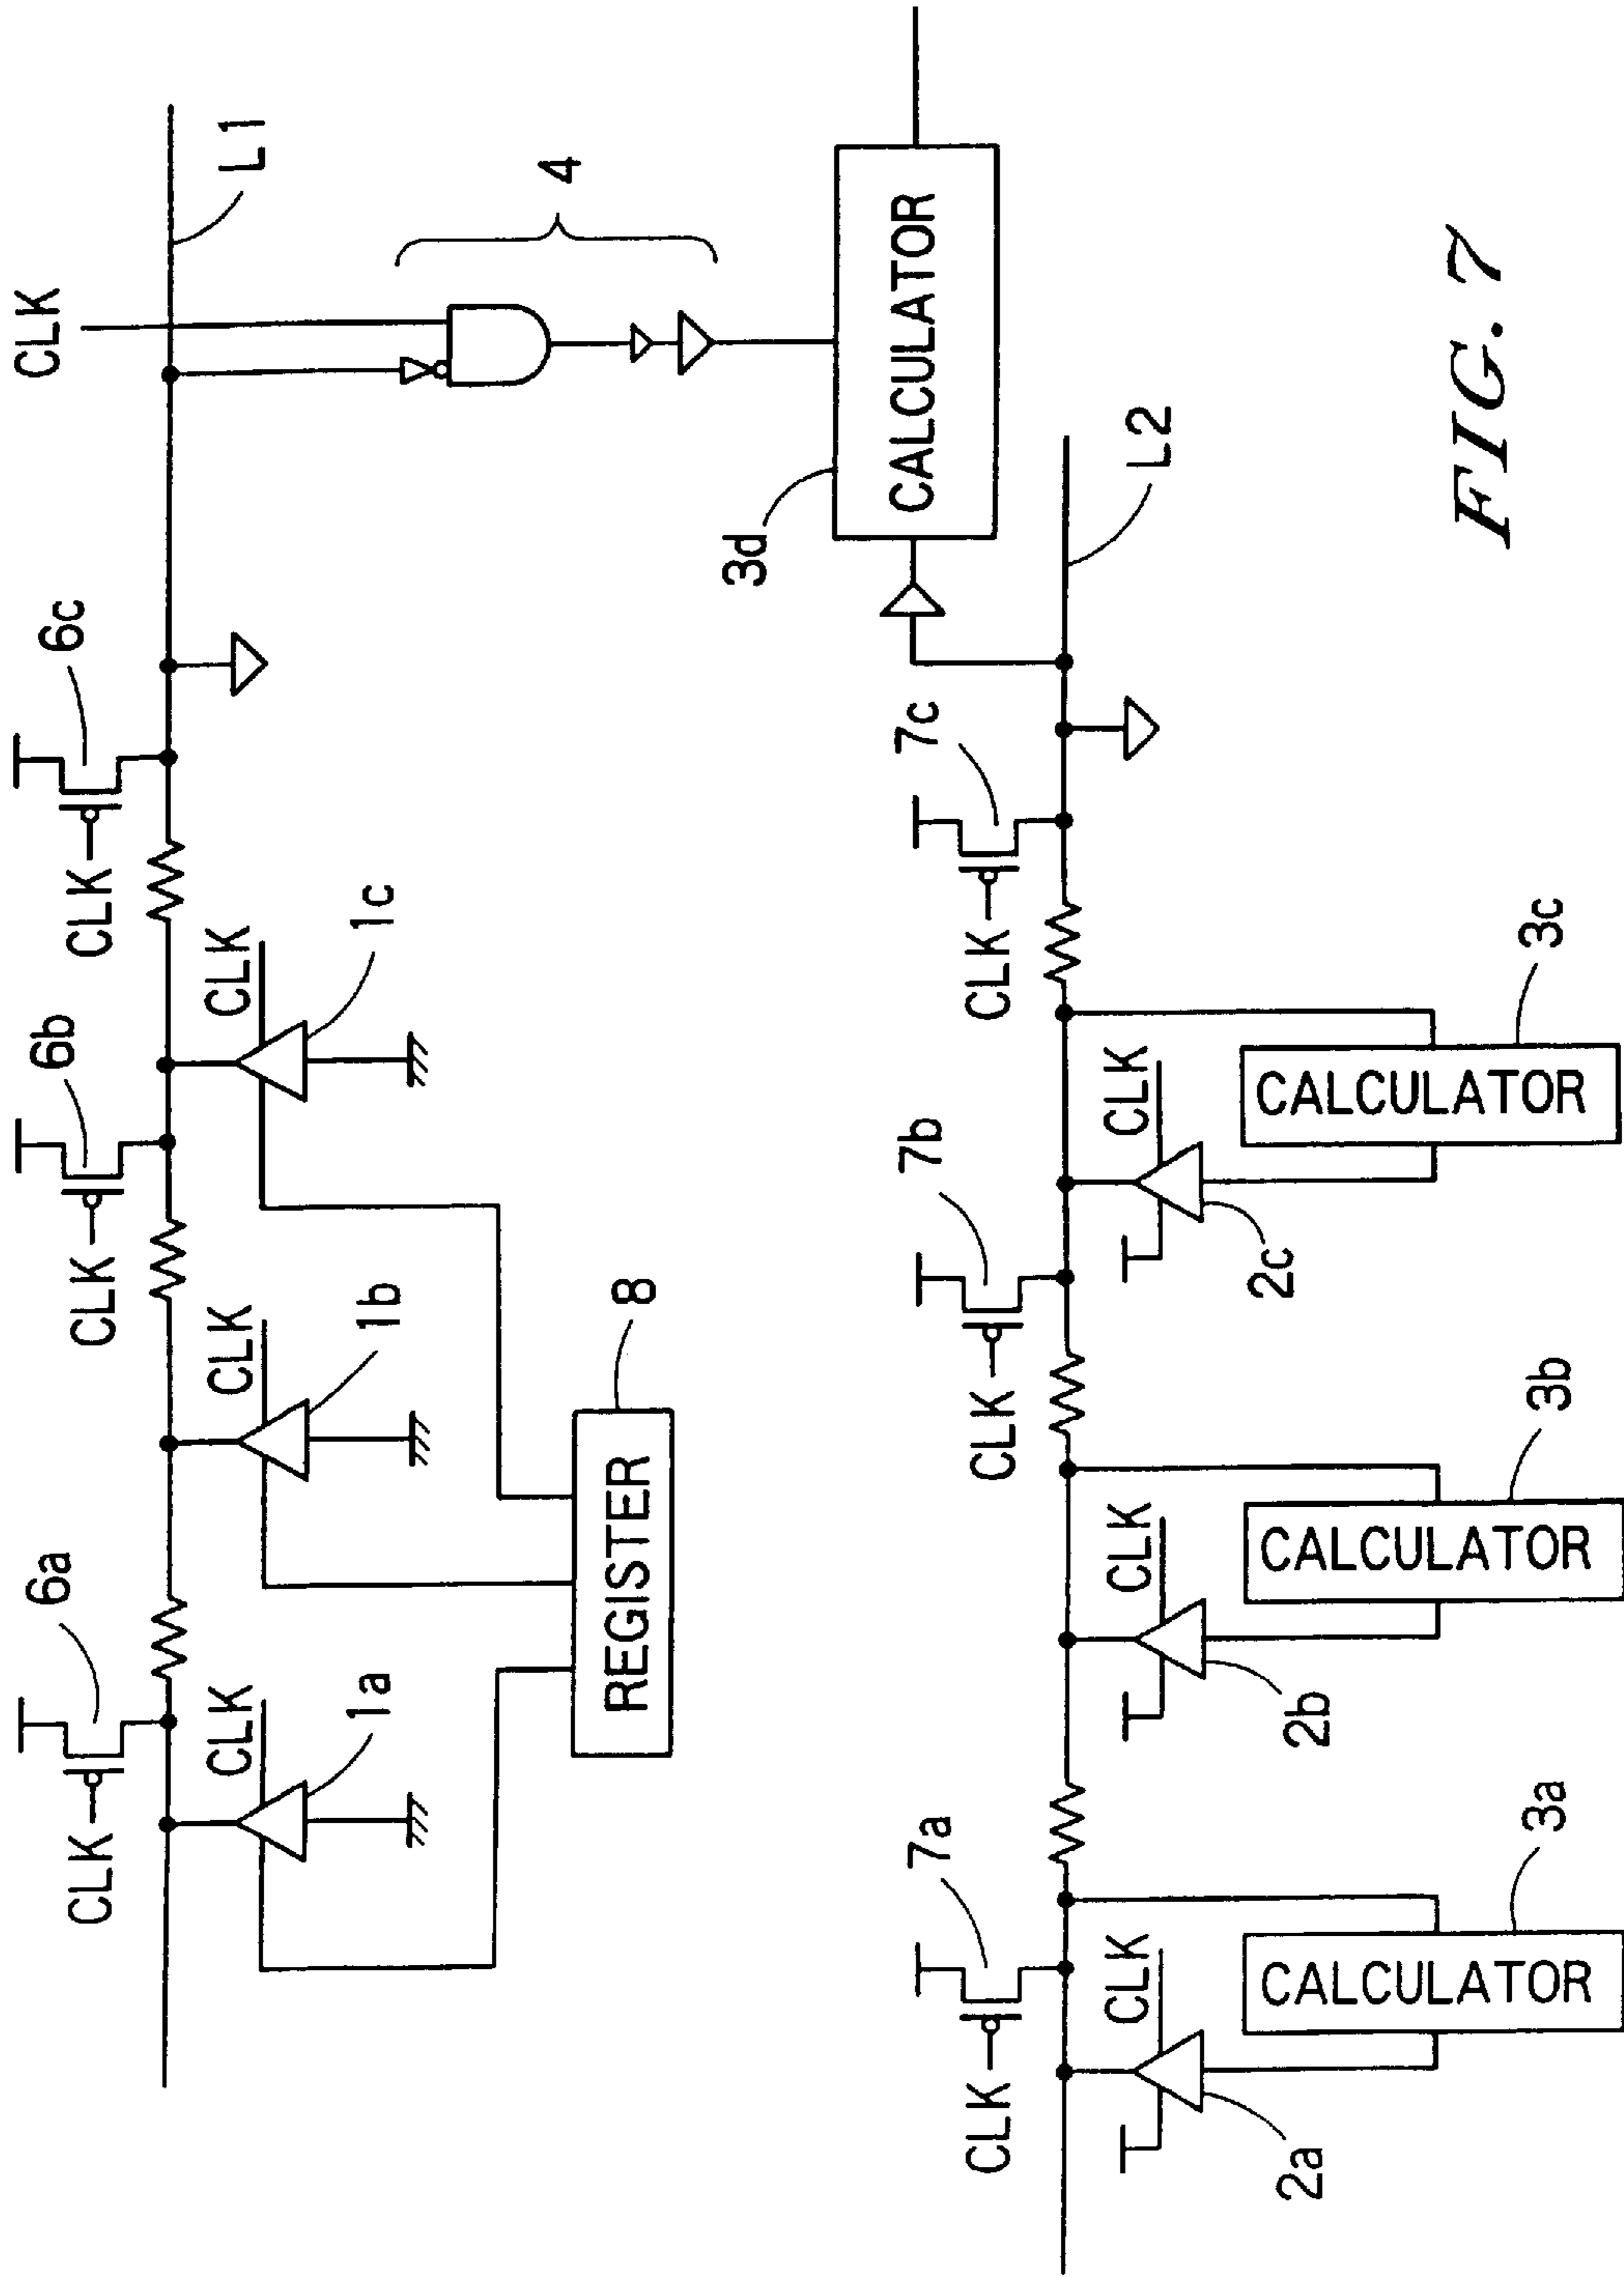 CLK
6a
6b
6c
CLK
CLK
CLK
L1
CLK
CLK
CLK
1a
1b
1c
4
8
REGISTER
3d
CALCULATOR
7a
7b
7c
CLK
CLK
CLK
L2
CLK
CLK
CLK
2a
2b
2c
CALCULATOR
CALCULATOR
CALCULATOR
3a
3b
3c
FIG. 7